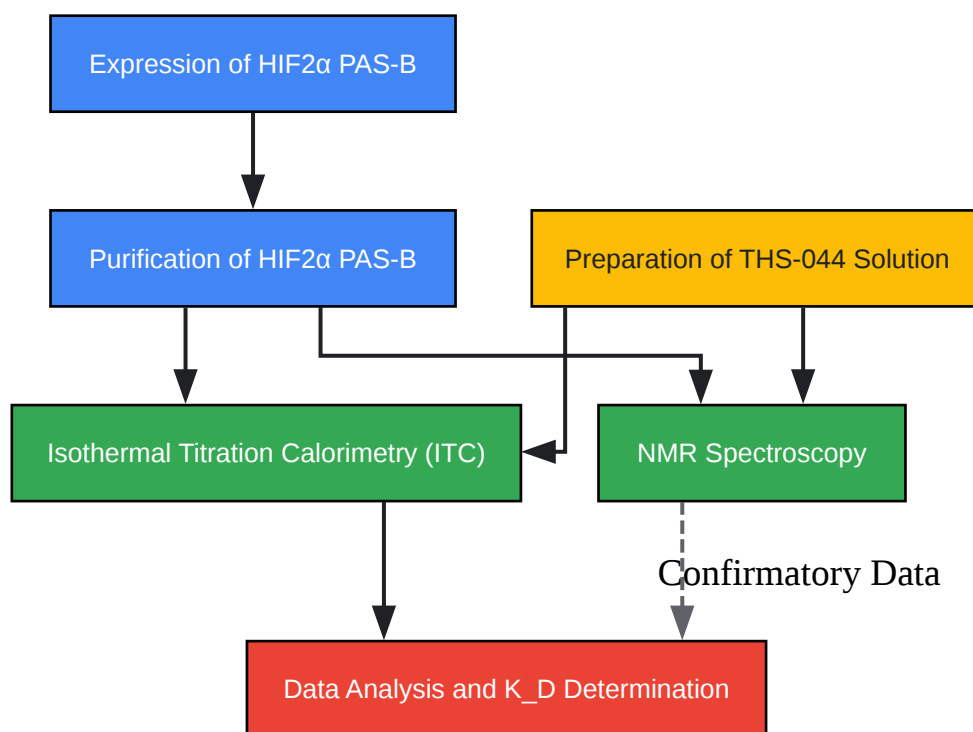 Expression of HIF2α PAS-B
Purification of HIF2α PAS-B
Preparation of THS-044 Solution
Isothermal Titration Calorimetry (ITC)
NMR Spectroscopy
Confirmatory Data
Data Analysis and K_D Determination